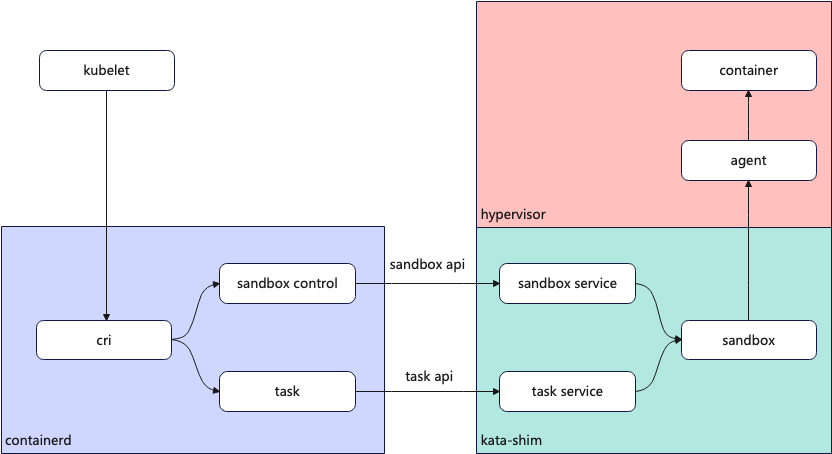 kubelet
container
agent
hypervisor
sandbox api
sandbox control
sandbox service
cri
sandbox
task api
task
task service
containerd
kata-shim